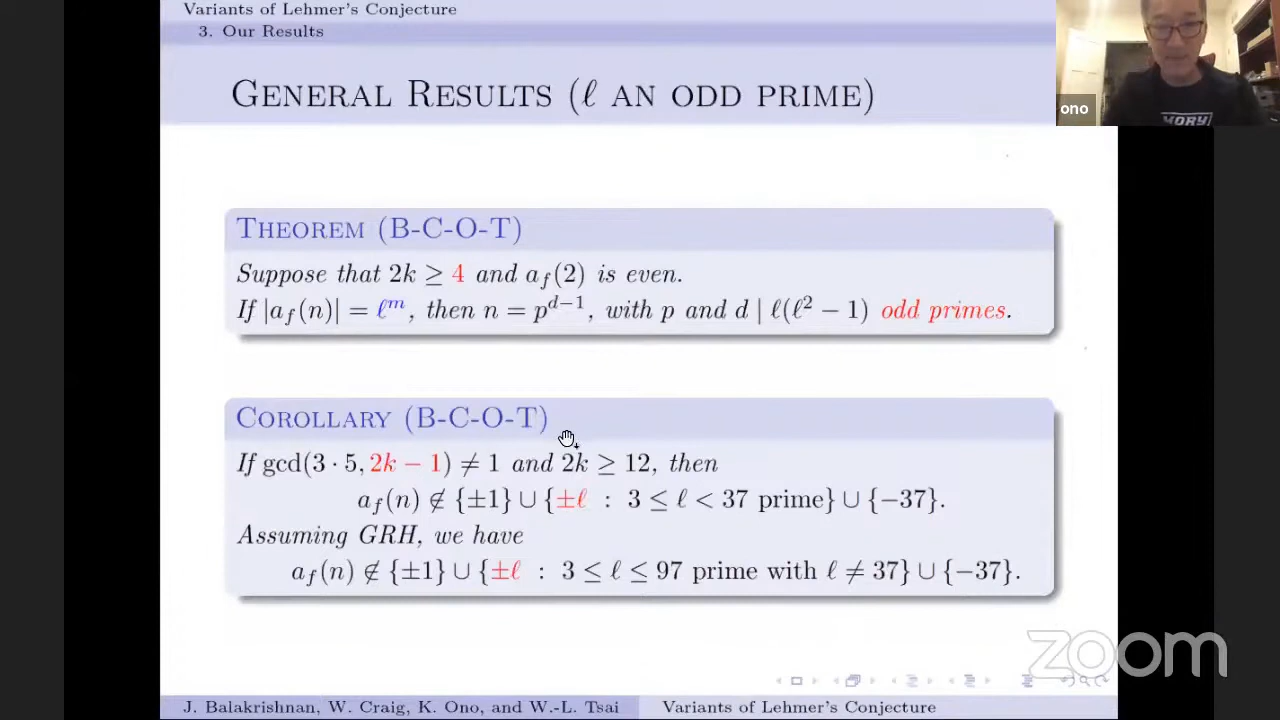 Variants of Lehmer's Conjecture
3. Our Results
General Results (ℓ an odd prime)
ono
Theorem (B-C-O-T)
Suppose that 2k ≥ 4 and a_f(2) is even.
If |a_f(n)| = ℓ^m, then n = p^{d−1}, with p and d | ℓ(ℓ^2 − 1) odd primes.
Corollary (B-C-O-T)
If gcd(3 · 5, 2k − 1) ≠ 1 and 2k ≥ 12, then
a_f(n) ∉ {±1} ∪ {±ℓ : 3 ≤ ℓ < 37 prime} ∪ {−37}.
Assuming GRH, we have
a_f(n) ∉ {±1} ∪ {±ℓ : 3 ≤ ℓ ≤ 97 prime with ℓ ≠ 37} ∪ {−37}.
zoom
J. Balakrishnan, W. Craig, K. Ono, and W.-L. Tsai
Variants of Lehmer's Conjecture